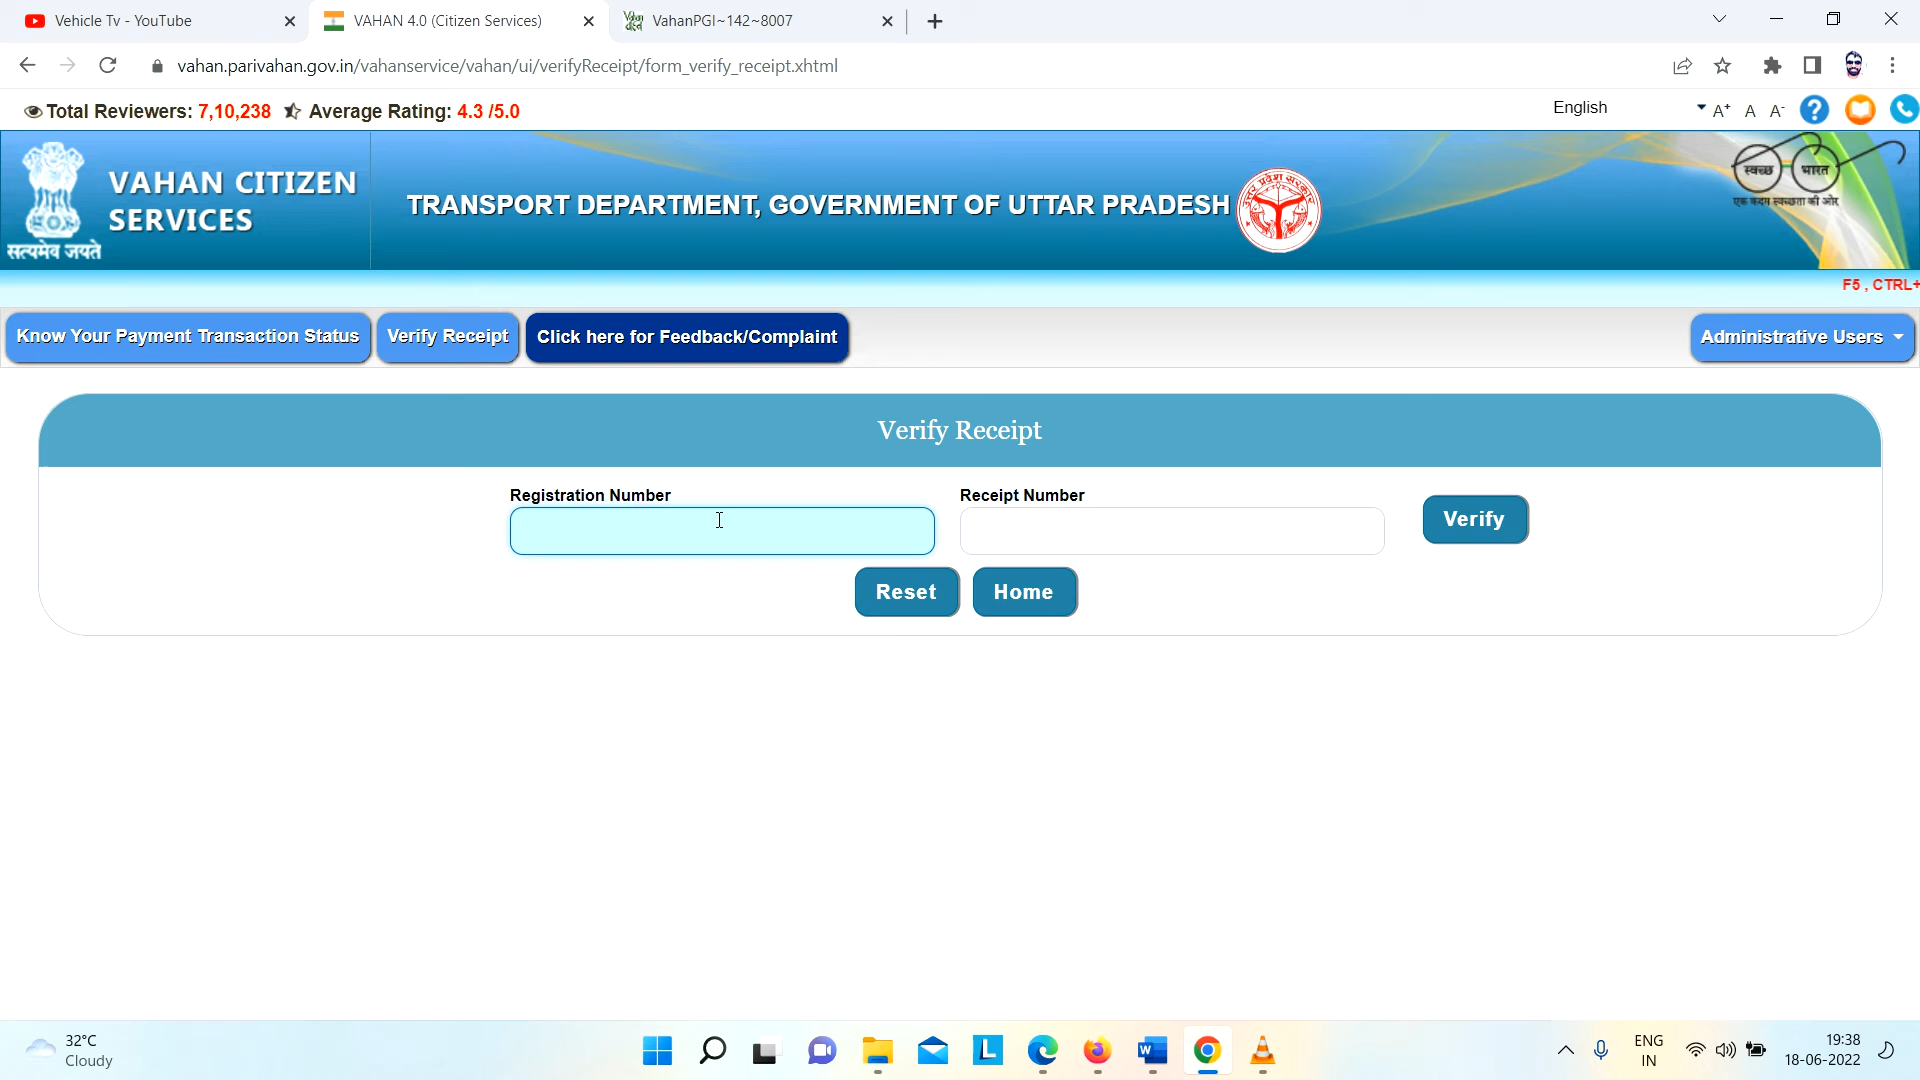 Vehicle Tv - YouTube
VAHAN 4.0 (Citizen Services)
VahanPGI~142~8007
vahan.parivahan.gov.in/vahanservice/vahan/ui/verifyReceipt/form_verify_receipt.xhtml
Total Reviewers: 7,10,238 Average Rating: 4.3 /5.0
English
A+ A A-
VAHAN CITIZEN
SERVICES
सत्यमेव जयते
TRANSPORT DEPARTMENT, GOVERNMENT OF UTTAR PRADESH
उत्तर प्रदेश सरकार
स्वच्छ भारत
एक कदम स्वच्छता की ओर
F5 , CTRL+
Know Your Payment Transaction Status
Verify Receipt
Click here for Feedback/Complaint
Administrative Users
Verify Receipt
Registration Number
Receipt Number
Verify
Reset
Home
32°C
Cloudy
ENG
IN
19:38
18-06-2022